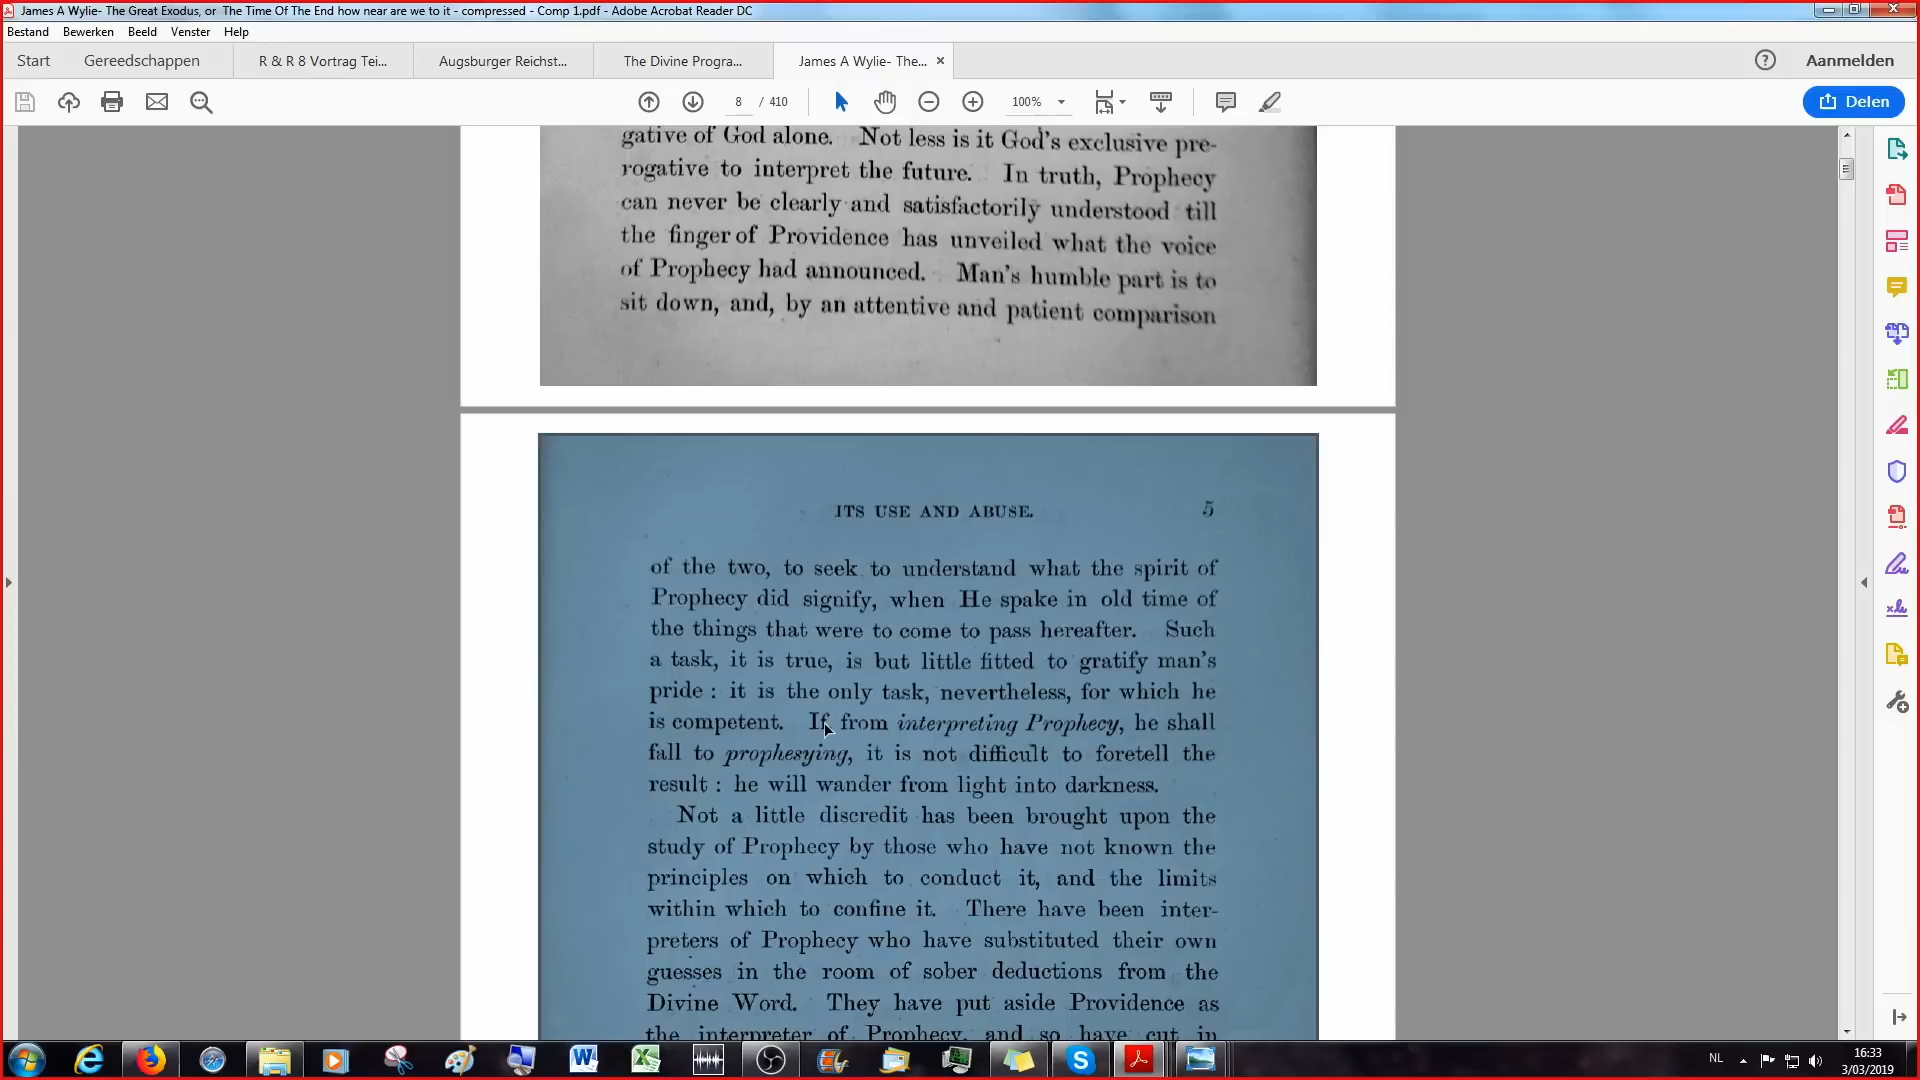 James A Wylie- The Great Exodus, or  The Time Of The End how near are we to it - compressed - Comp 1.pdf - Adobe Acrobat Reader DC
Bestand Bewerken Beeld Venster Help
Start Gereedschappen R & R 8 Vortrag Tei... Augsburger Reichst... The Divine Progra... James A Wylie- The... Aanmelden
8 / 410 100% Delen
gative of God alone. Not less is it God's exclusive pre-
rogative to interpret the future. In truth, Prophecy
can never be clearly and satisfactorily understood till
the finger of Providence has unveiled what the voice
of Prophecy had announced. Man's humble part is to
sit down, and, by an attentive and patient comparison
ITS USE AND ABUSE. 5
of the two, to seek to understand what the spirit of
Prophecy did signify, when He spake in old time of
the things that were to come to pass hereafter. Such
a task, it is true, is but little fitted to gratify man's
pride : it is the only task, nevertheless, for which he
is competent. If from interpreting Prophecy, he shall
fall to prophesying, it is not difficult to foretell the
result : he will wander from light into darkness.
Not a little discredit has been brought upon the
study of Prophecy by those who have not known the
principles on which to conduct it, and the limits
within which to confine it. There have been inter-
preters of Prophecy who have substituted their own
guesses in the room of sober deductions from the
Divine Word. They have put aside Providence as
the interpreter of Prophecy, and so have cut in
NL 16:33
3/03/2019